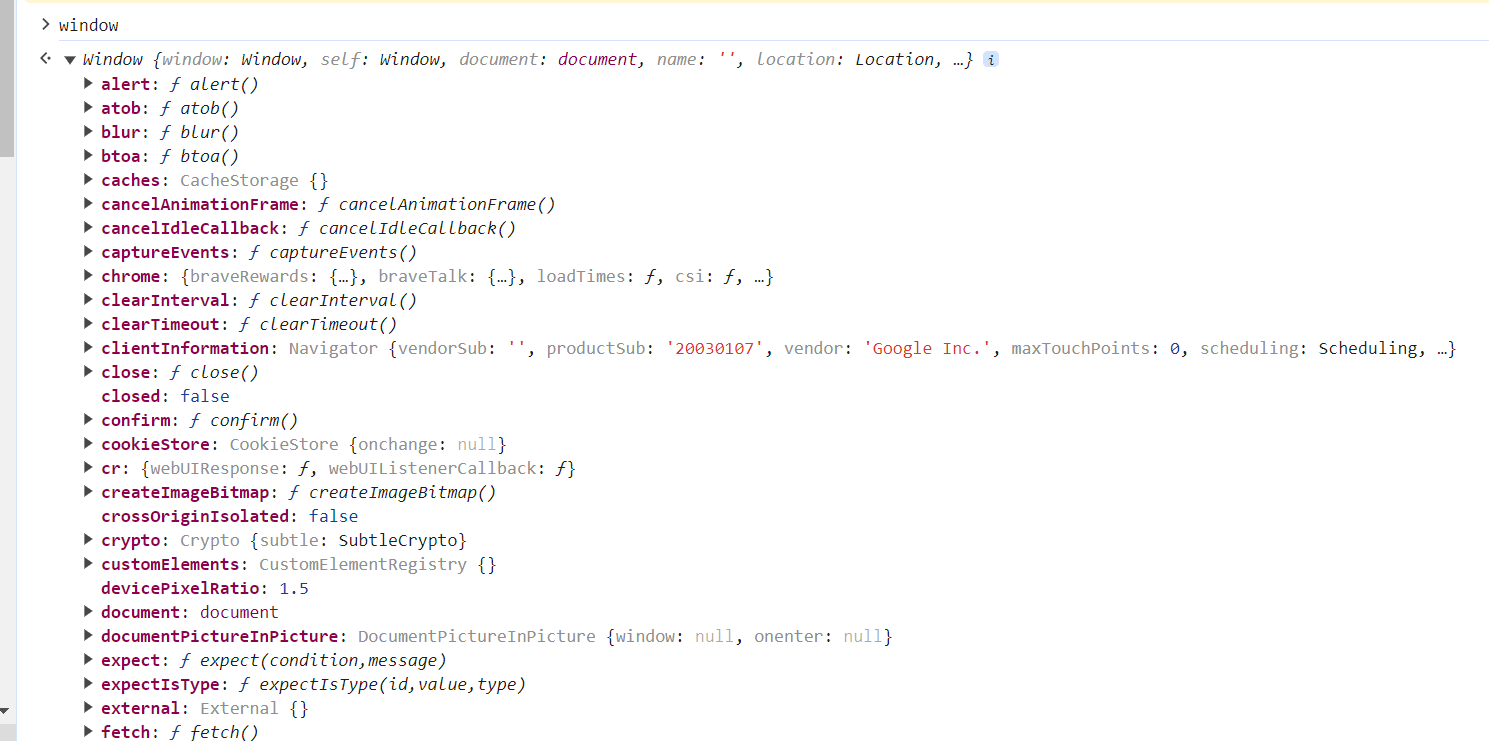 > window
<· ▼ Window {window: Window, self: Window, document: document, name: '', location: Location, …} i
▶ alert: ƒ alert()
▶ atob: ƒ atob()
▶ blur: ƒ blur()
▶ btoa: ƒ btoa()
▶ caches: CacheStorage {}
▶ cancelAnimationFrame: ƒ cancelAnimationFrame()
▶ cancelIdleCallback: ƒ cancelIdleCallback()
▶ captureEvents: ƒ captureEvents()
▶ chrome: {braveRewards: {…}, braveTalk: {…}, loadTimes: ƒ, csi: ƒ, …}
▶ clearInterval: ƒ clearInterval()
▶ clearTimeout: ƒ clearTimeout()
▶ clientInformation: Navigator {vendorSub: '', productSub: '20030107', vendor: 'Google Inc.', maxTouchPoints: 0, scheduling: Scheduling, …}
▶ close: ƒ close()
closed: false
▶ confirm: ƒ confirm()
▶ cookieStore: CookieStore {onchange: null}
▶ cr: {webUIResponse: ƒ, webUIListenerCallback: ƒ}
▶ createImageBitmap: ƒ createImageBitmap()
crossOriginIsolated: false
▶ crypto: Crypto {subtle: SubtleCrypto}
▶ customElements: CustomElementRegistry {}
devicePixelRatio: 1.5
▶ document: document
▶ documentPictureInPicture: DocumentPictureInPicture {window: null, onenter: null}
▶ expect: ƒ expect(condition,message)
▶ expectIsType: ƒ expectIsType(id,value,type)
▶ external: External {}
▶ fetch: ƒ fetch()